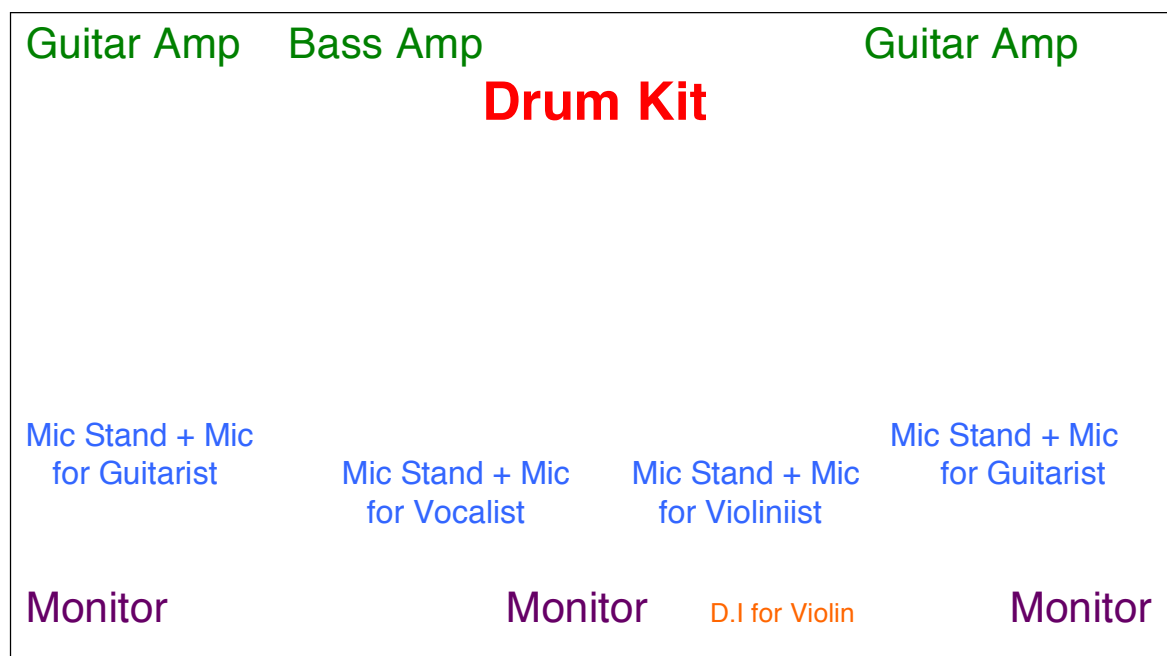 Guitar Amp Bass Amp Guitar Amp
Drum Kit
Mic Stand + Mic
for Guitarist
Mic Stand + Mic
for Vocalist
Mic Stand + Mic
for Violiniist
Mic Stand + Mic
for Guitarist
Monitor Monitor D.I for Violin Monitor